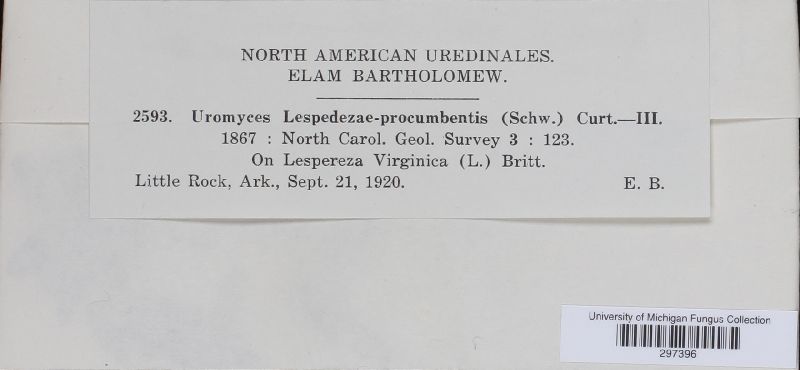 NORTH AMERICAN UREDINALES.
ELAM BARTHOLOMEW.
2593. Uromyces Lespedezae-procumbentis (Schw.) Curt.—III.
1867 : North Carol. Geol. Survey 3 : 123.
On Lespereza Virginica (L.) Britt.
Little Rock, Ark., Sept. 21, 1920. E. B.
University of Michigan Fungus Collection
297396